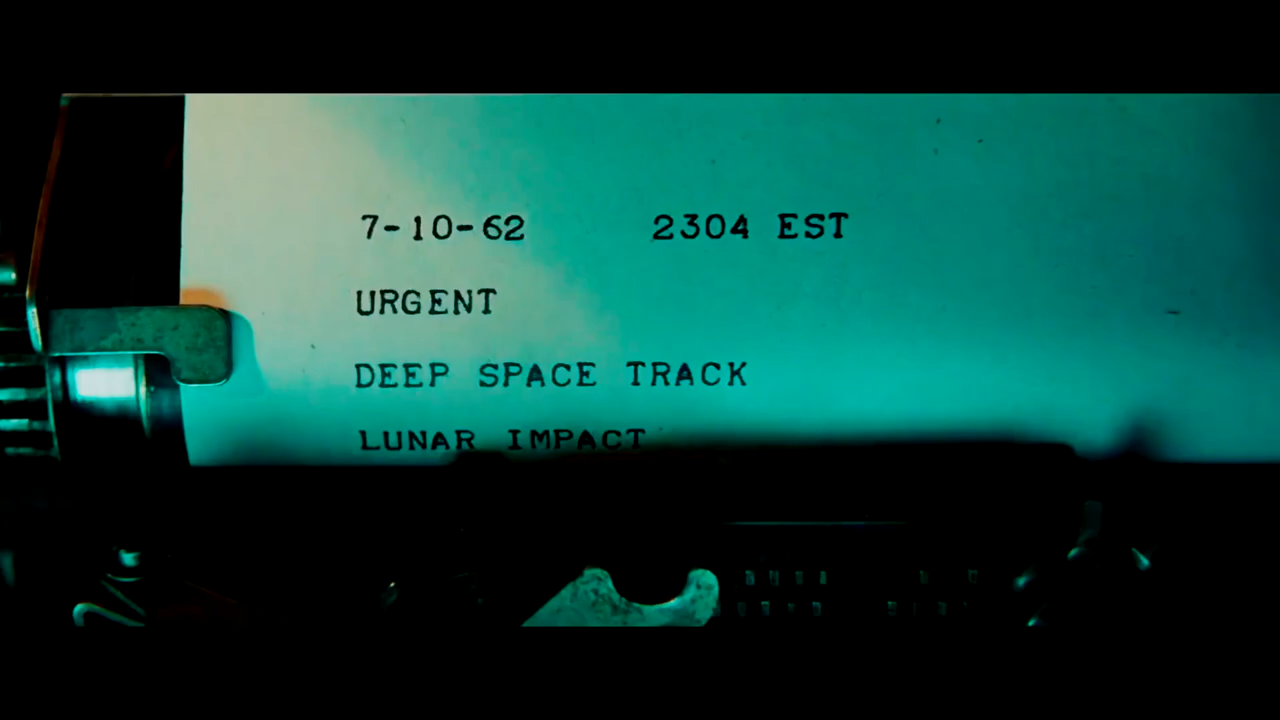 7-10-62 2304 EST
URGENT
DEEP SPACE TRACK
LUNAR IMPACT